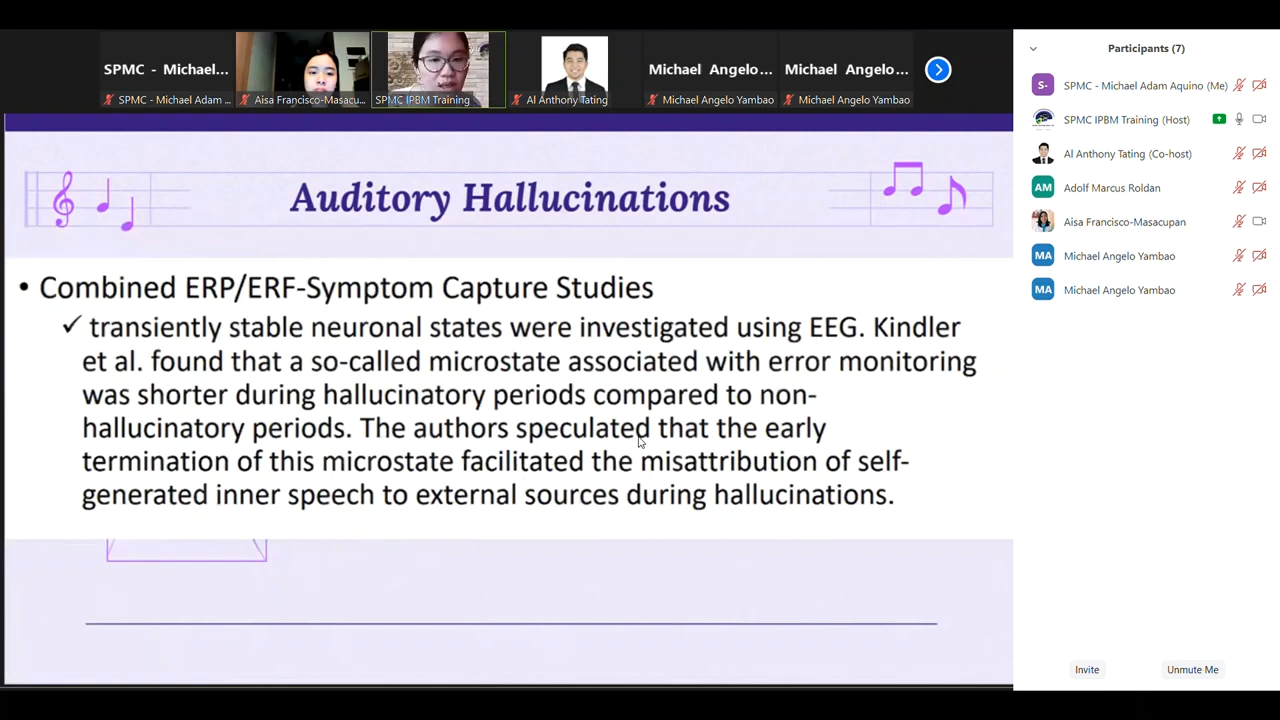 SPMC - Michael...
SPMC - Michael Adam ...
Aisa Francisco-Masacu...
SPMC IPBM Training
Al Anthony Tating
Michael Angelo...
Michael Angelo Yambao
Michael Angelo...
Michael Angelo Yambao
Auditory Hallucinations
• Combined ERP/ERF-Symptom Capture Studies
✓ transiently stable neuronal states were investigated using EEG. Kindler
et al. found that a so-called microstate associated with error monitoring
was shorter during hallucinatory periods compared to non-
hallucinatory periods. The authors speculated that the early
termination of this microstate facilitated the misattribution of self-
generated inner speech to external sources during hallucinations.
Participants (7)
S-
SPMC - Michael Adam Aquino (Me)
SPMC IPBM Training (Host)
Al Anthony Tating (Co-host)
AM
Adolf Marcus Roldan
Aisa Francisco-Masacupan
MA
Michael Angelo Yambao
MA
Michael Angelo Yambao
Invite
Unmute Me